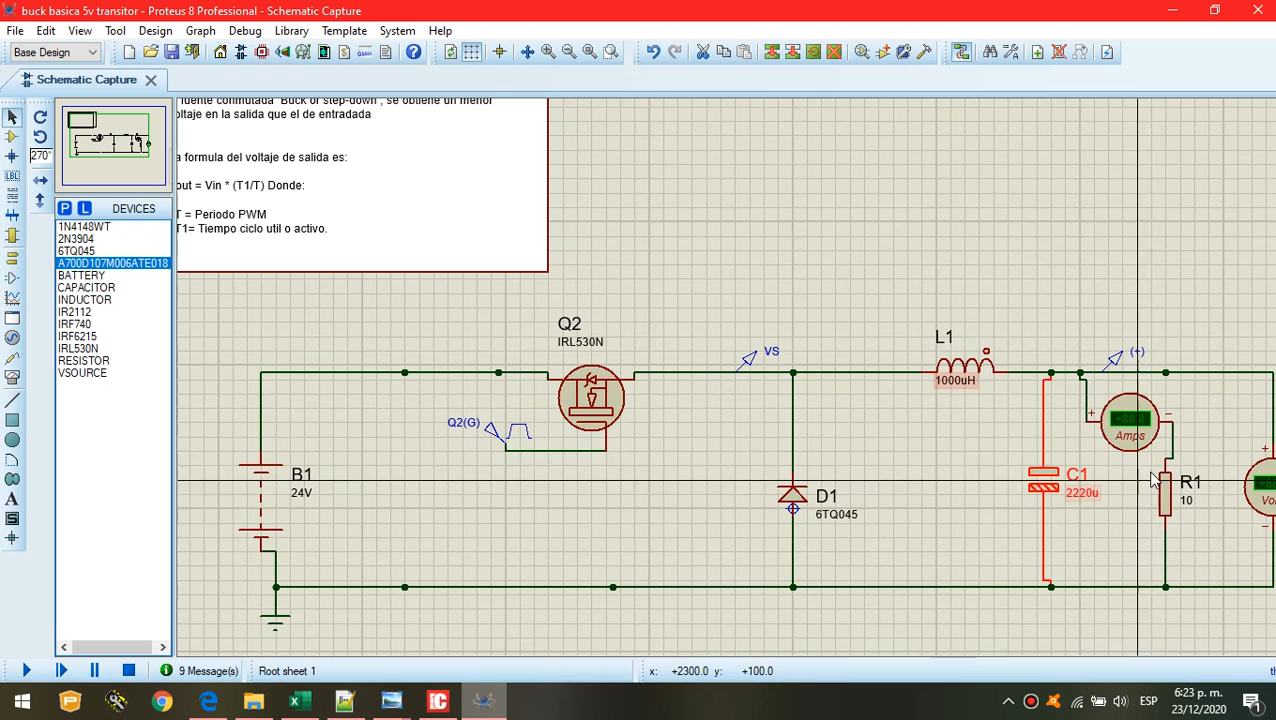 buck basica 5v transitor - Proteus 8 Professional - Schematic Capture
File Edit View Tool Design Graph Debug Library Template System Help
Base Design
Schematic Capture
270°
P L DEVICES
1N4148WT
2N3904
6TQ045
A700D107M006ATE018
BATTERY
CAPACITOR
INDUCTOR
IR2112
IRF740
IRF6215
IRL530N
RESISTOR
VSOURCE
uente conmutada "Buck or step-down", se obtiene un menor
oltaje en la salida que el de entradada
a formula del voltaje de salida es:
out = Vin * (T1/T) Donde:
T = Periodo PWM
T1= Tiempo ciclo util o activo.
Q2
IRL530N
Q2(G)
VS
L1
1000uH
(+)
+ -
Amps
B1
24V
D1
6TQ045
C1
2220u
R1
10
+
-
9 Message(s)
Root sheet 1
x: +2300.0 y: +100.0
ESP
6:23 p. m.
23/12/2020